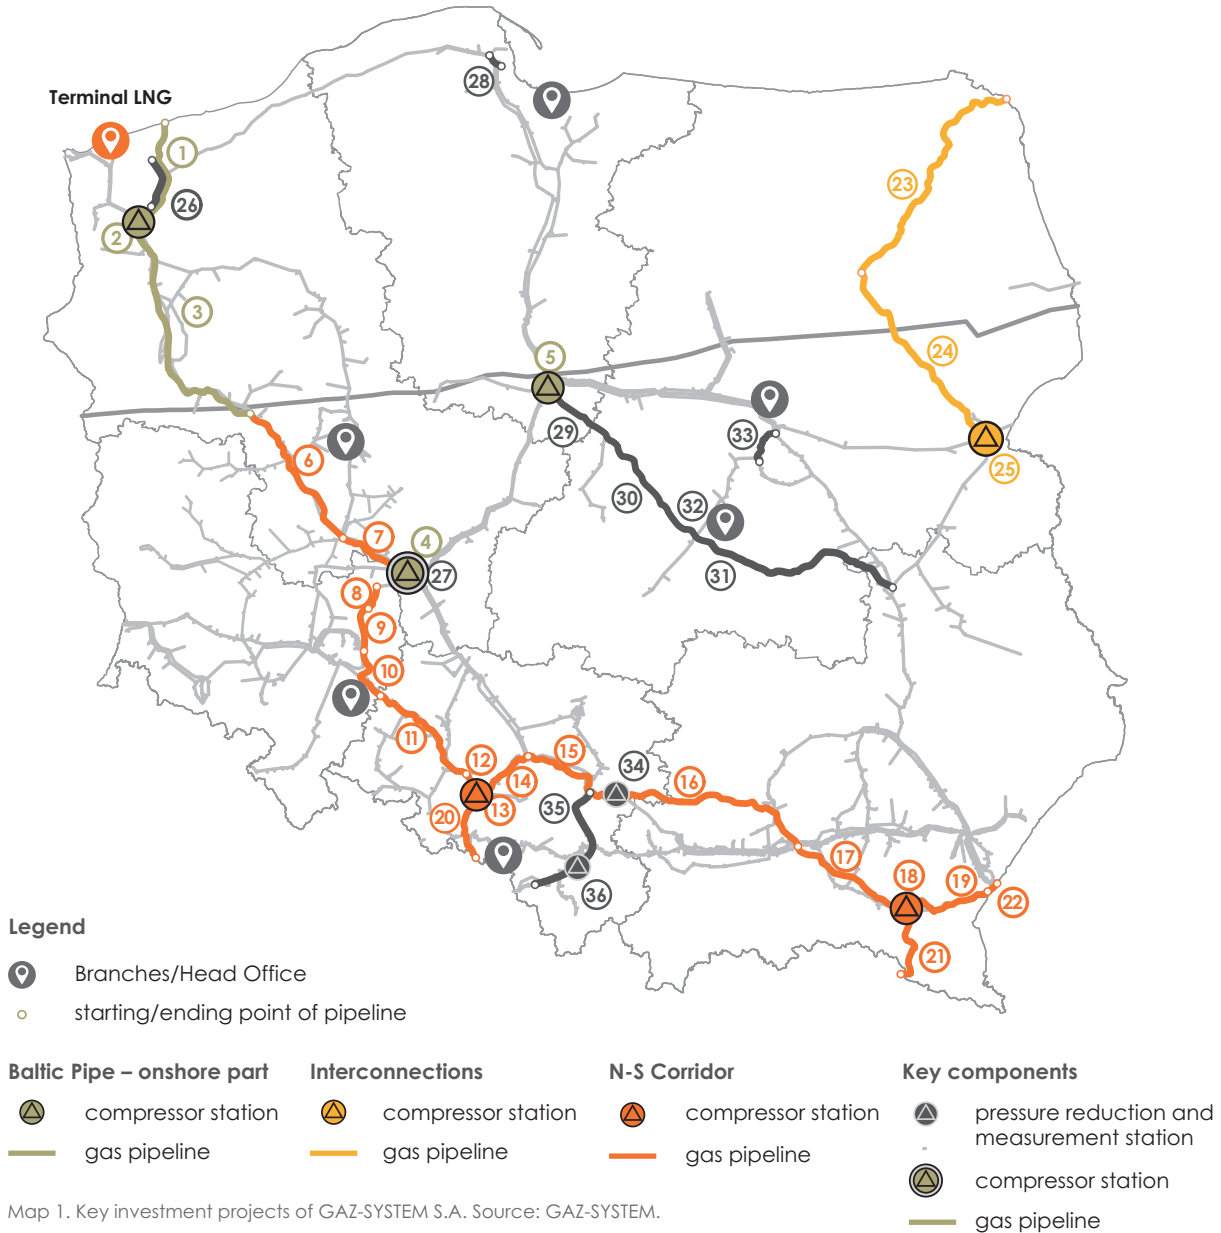 28
Terminal LNG
1
23
26
2
3
24
5
33
29
25
6
30
32
7
4
27
31
8
9
10
11
12
15
34
14
16
13
35
20
17
18
19
36
22
21
Legend
Branches/Head Office
starting/ending point of pipeline
Baltic Pipe – onshore part
compressor station
gas pipeline
Interconnections
compressor station
gas pipeline
N-S Corridor
compressor station
gas pipeline
Key components
pressure reduction and
measurement station
compressor station
gas pipeline
Map 1. Key investment projects of GAZ-SYSTEM S.A. Source: GAZ-SYSTEM.